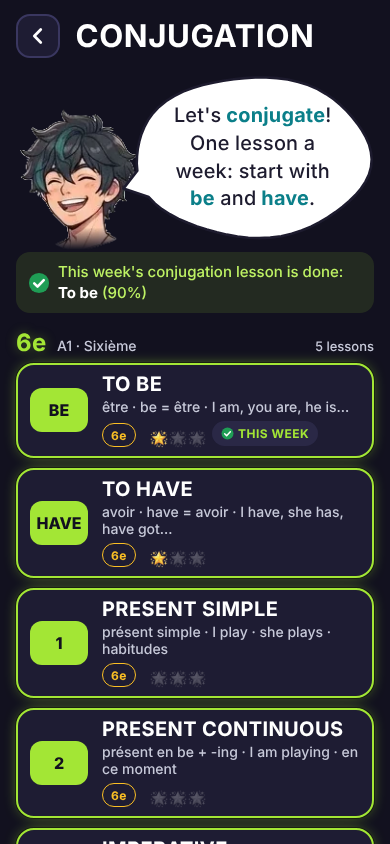 CONJUGATION
Let's conjugate!
One lesson a
week: start with
be and have.
This week's conjugation lesson is done:
To be (90%)
6e A1 · Sixième 5 lessons
BE
TO BE
être · be = être · I am, you are, he is...
6e
THIS WEEK
HAVE
TO HAVE
avoir · have = avoir · I have, she has,
have got...
6e
1
PRESENT SIMPLE
présent simple · I play · she plays ·
habitudes
6e
2
PRESENT CONTINUOUS
présent en be + -ing · I am playing · en
ce moment
6e
IMPERATIVE